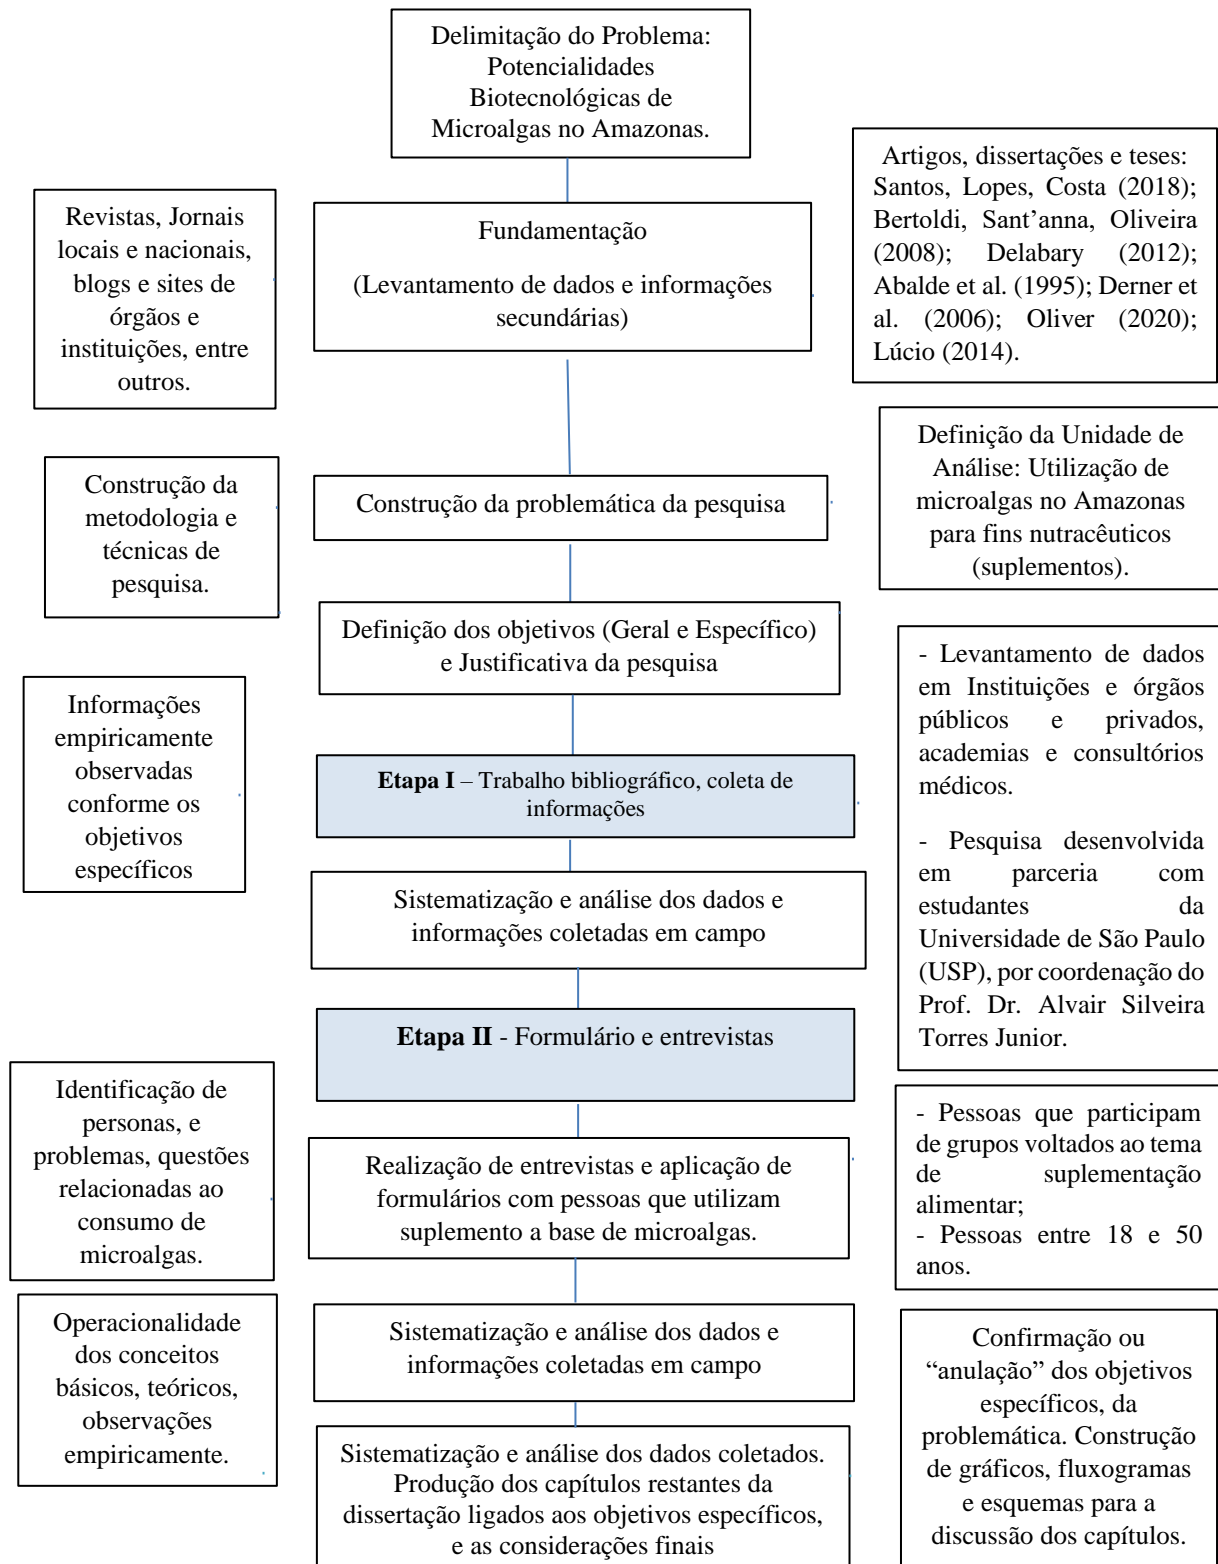 Delimitação do Problema:
Potencialidades
Biotecnológicas de
Microalgas no Amazonas.
Artigos, dissertações e teses:
Santos, Lopes, Costa (2018);
Bertoldi, Sant’anna, Oliveira
(2008); Delabary (2012);
Abalde et al. (1995); Derner et
al. (2006); Oliver (2020);
Lúcio (2014).
Revistas, Jornais
locais e nacionais,
blogs e sites de
órgãos e
instituições, entre
outros.
Fundamentação
(Levantamento de dados e informações
secundárias)
Definição da Unidade de
Análise: Utilização de
microalgas no Amazonas
para fins nutracêuticos
(suplementos).
Construção da
metodologia e
técnicas de
pesquisa.
Construção da problemática da pesquisa
Definição dos objetivos (Geral e Específico)
e Justificativa da pesquisa
- Levantamento de dados
em Instituições e órgãos
públicos e privados,
academias e consultórios
médicos.
- Pesquisa desenvolvida
em parceria com
estudantes da
Universidade de São Paulo
(USP), por coordenação do
Prof. Dr. Alvair Silveira
Torres Junior.
Informações
empiricamente
observadas
conforme os
objetivos
específicos
Etapa I – Trabalho bibliográfico, coleta de
informações
Sistematização e análise dos dados e
informações coletadas em campo
Etapa II - Formulário e entrevistas
Identificação de
personas, e
problemas, questões
relacionadas ao
consumo de
microalgas.
Realização de entrevistas e aplicação de
formulários com pessoas que utilizam
suplemento a base de microalgas.
- Pessoas que participam
de grupos voltados ao tema
de suplementação
alimentar;
- Pessoas entre 18 e 50
anos.
Operacionalidade
dos conceitos
básicos, teóricos,
observações
empiricamente.
Sistematização e análise dos dados e
informações coletadas em campo
Confirmação ou
“anulação” dos objetivos
específicos, da
problemática. Construção
de gráficos, fluxogramas
e esquemas para a
discussão dos capítulos.
Sistematização e análise dos dados coletados.
Produção dos capítulos restantes da
dissertação ligados aos objetivos específicos,
e as considerações finais